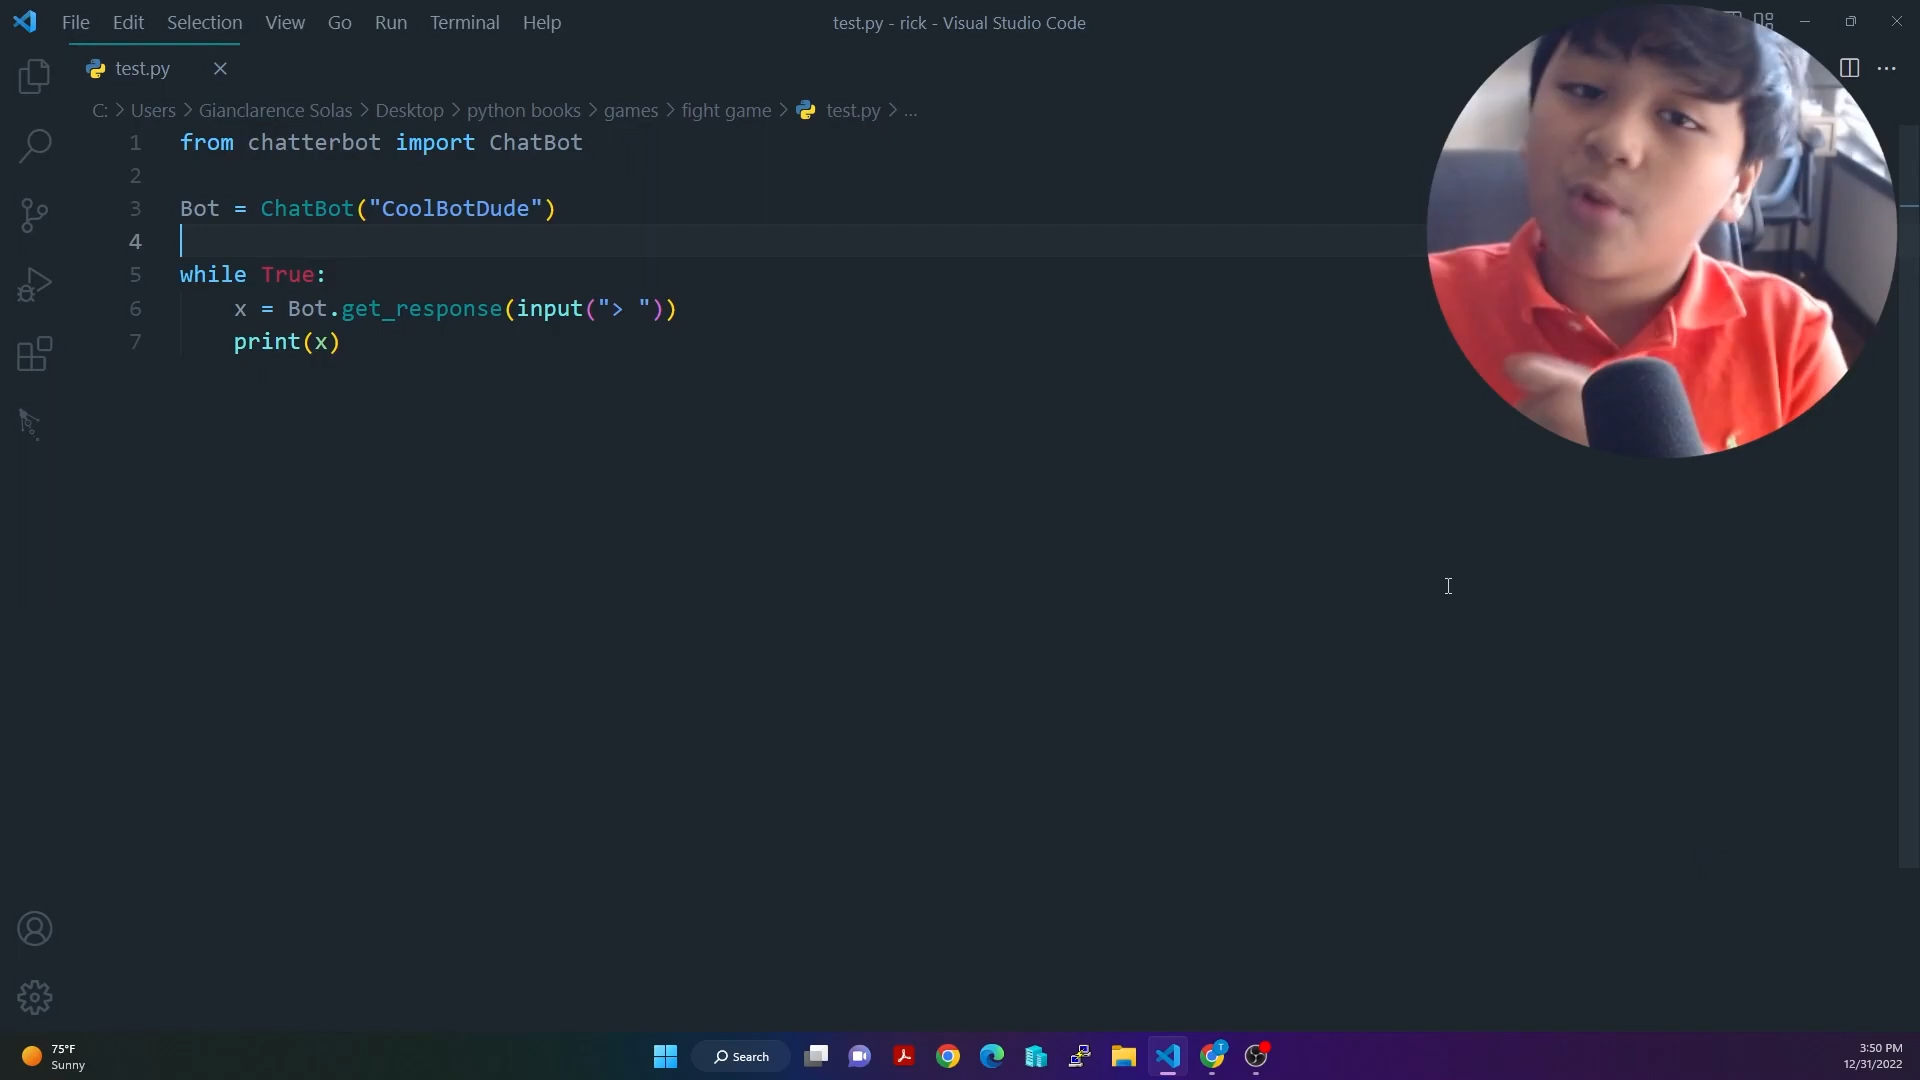 File Edit Selection View Go Run Terminal Help
test.py - rick - Visual Studio Code
test.py
C: > Users > Gianclarence Solas > Desktop > python books > games > fight game > test.py > ...
1 from chatterbot import ChatBot
2
3 Bot = ChatBot("CoolBotDude")
4
5 while True:
6 x = Bot.get_response(input("> "))
7 print(x)
75°F
Sunny
Search
T
3:50 PM
12/31/2022